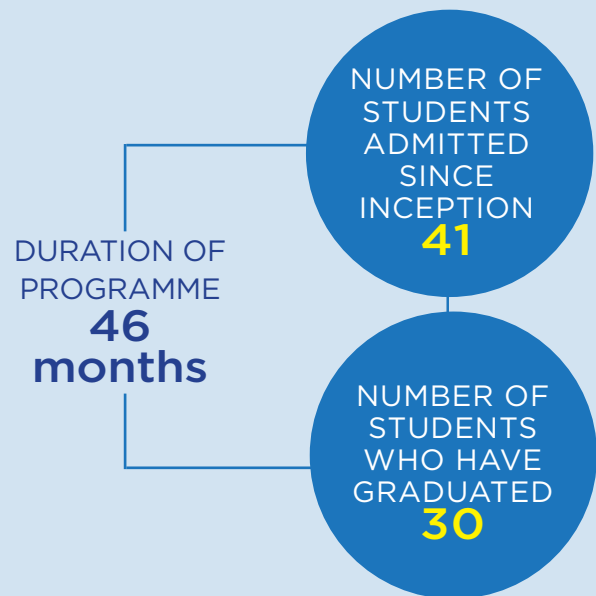 NUMBER OF
STUDENTS
ADMITTED
SINCE
INCEPTION
41
DURATION OF
PROGRAMME
46
months
NUMBER OF
STUDENTS
WHO HAVE
GRADUATED
30